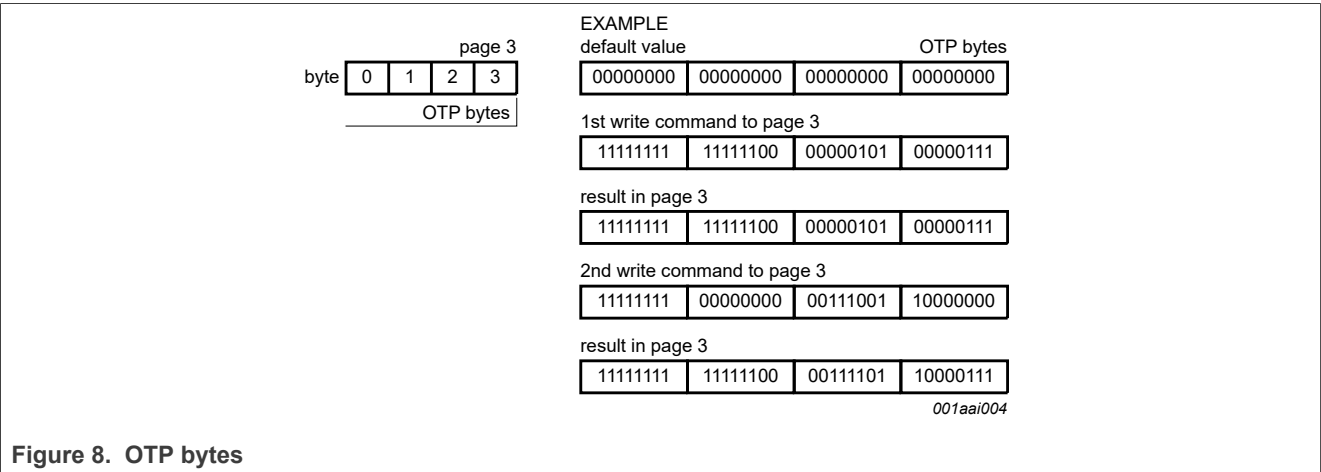 page 3
byte 0 1 2 3
OTP bytes
EXAMPLE
default value OTP bytes
00000000 00000000 00000000 00000000
1st write command to page 3
11111111 11111100 00000101 00000111
result in page 3
11111111 11111100 00000101 00000111
2nd write command to page 3
11111111 00000000 00111001 10000000
result in page 3
11111111 11111100 00111101 10000111
001aai004
Figure 8. OTP bytes